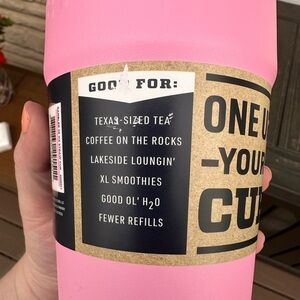 GOOD FOR:
TEXAS-SIZED TEA
COFFEE ON THE ROCKS
LAKESIDE LOUNGIN'
XL SMOOTHIES
GOOD OL' H2O
FEWER REFILLS
ONE U
-YOU
CU